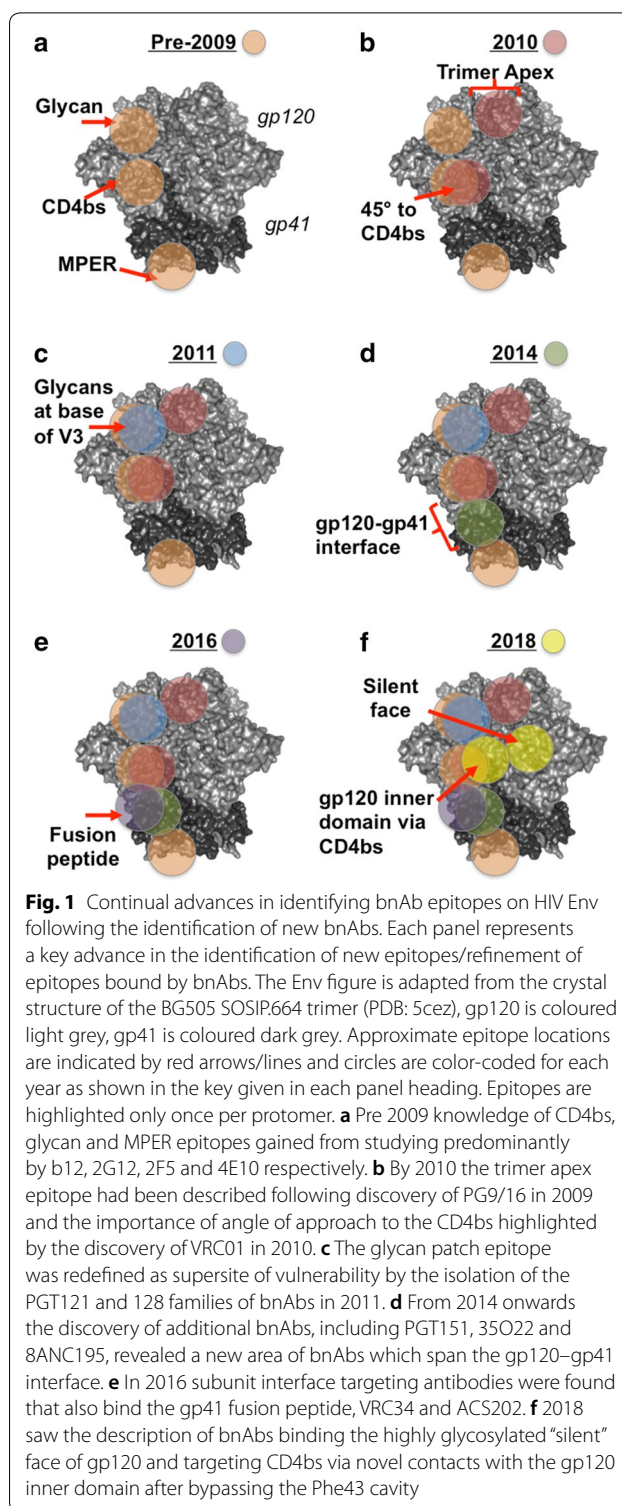 a
Pre-2009
Glycan
gp120
CD4bs
gp41
MPER
b
2010
Trimer Apex
45° to
CD4bs
c
2011
Glycans
at base
of V3
d
2014
gp120-gp41
interface
e
2016
Fusion
peptide
f
2018
Silent
face
gp120 inner
domain via
CD4bs
Fig. 1 Continual advances in identifying bnAb epitopes on HIV Env
following the identification of new bnAbs. Each panel represents
a key advance in the identification of new epitopes/refinement of
epitopes bound by bnAbs. The Env figure is adapted from the crystal
structure of the BG505 SOSIP.664 trimer (PDB: 5cez), gp120 is coloured
light grey, gp41 is coloured dark grey. Approximate epitope locations
are indicated by red arrows/lines and circles are color-coded for each
year as shown in the key given in each panel heading. Epitopes are
highlighted only once per protomer. a Pre 2009 knowledge of CD4bs,
glycan and MPER epitopes gained from studying predominantly
by b12, 2G12, 2F5 and 4E10 respectively. b By 2010 the trimer apex
epitope had been described following discovery of PG9/16 in 2009
and the importance of angle of approach to the CD4bs highlighted
by the discovery of VRC01 in 2010. c The glycan patch epitope
was redefined as supersite of vulnerability by the isolation of the
PGT121 and 128 families of bnAbs in 2011. d From 2014 onwards
the discovery of additional bnAbs, including PGT151, 35O22 and
8ANC195, revealed a new area of bnAbs which span the gp120–gp41
interface. e In 2016 subunit interface targeting antibodies were found
that also bind the gp41 fusion peptide, VRC34 and ACS202. f 2018
saw the description of bnAbs binding the highly glycosylated “silent”
face of gp120 and targeting CD4bs via novel contacts with the gp120
inner domain after bypassing the Phe43 cavity